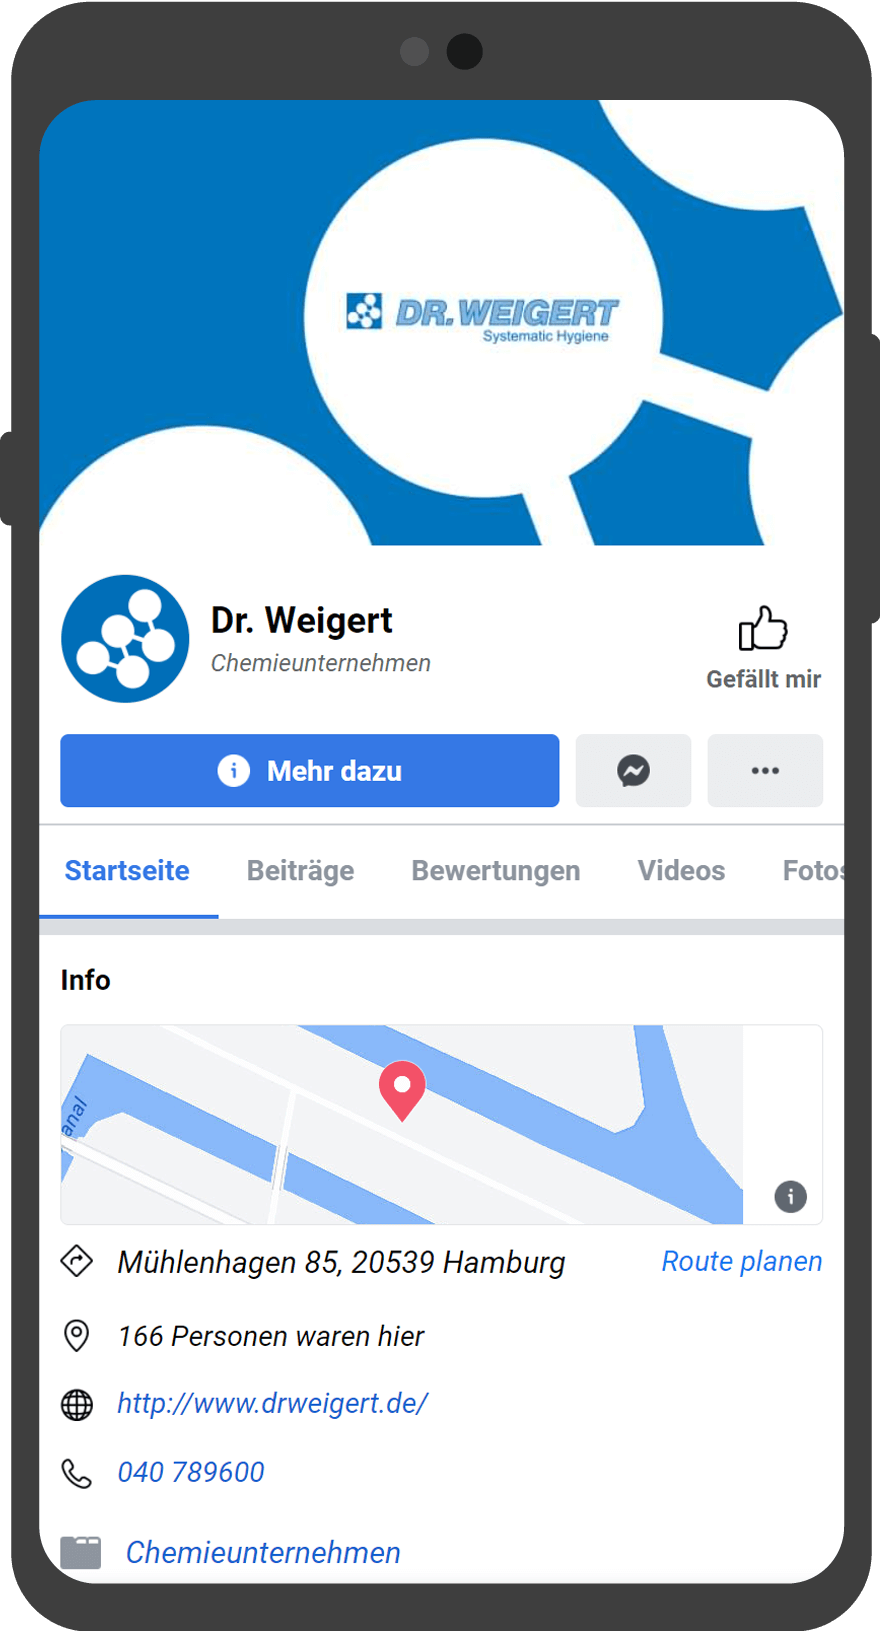 DR.WEIGERT
Systematic Hygiene
Dr. Weigert
Chemieunternehmen
Gefällt mir
Mehr dazu
Startseite Beiträge Bewertungen Videos Fotos
Info
anal
Mühlenhagen 85, 20539 Hamburg Route planen
166 Personen waren hier
http://www.drweigert.de/
040 789600
Chemieunternehmen